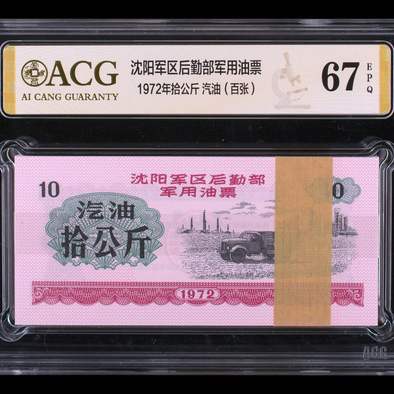 ACG
AI CANG GUARANTY
沈阳军区后勤部军用油票
1972年拾公斤 汽油（百张）
67
EPQ
10
沈阳军区后勤部
军用油票
0
汽油
拾公斤
1972
ACG